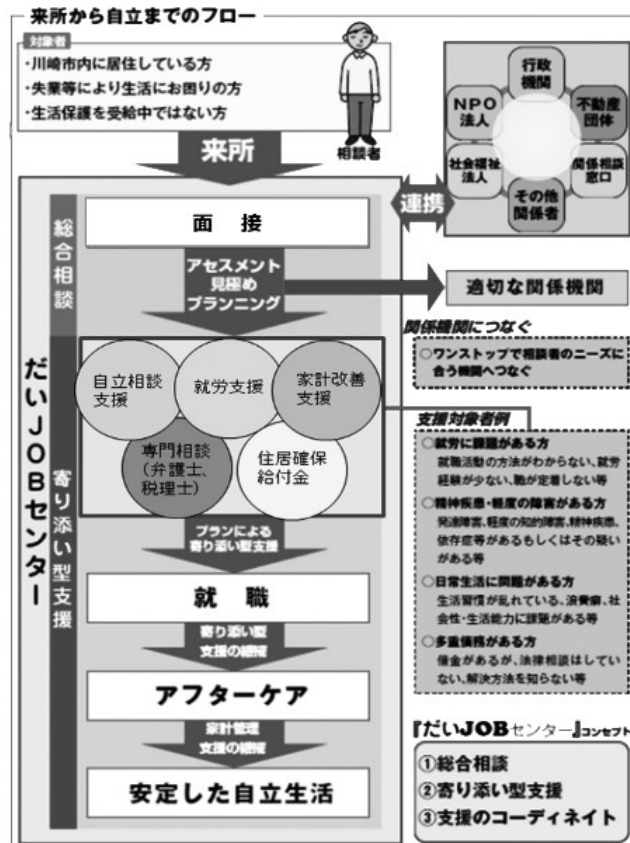 来所から自立までのフロー
対象者
・川崎市内に居住している方
・失業等により生活にお困りの方
・生活保護を受給中ではない方
相談者
来所
行政
機関
NPO
法人
不動産
団体
社会福祉
法人
関係相談
窓口
その他
関係者
連携
だいJOBセンター
総合相談
面 接
アセスメント
見極め
プランニング
適切な関係機関
関係機関につなぐ
○ワンストップで相談者のニーズに
合う機関へつなぐ
寄り添い型支援
自立相談
支援
就労支援
家計改善
支援
専門相談
(弁護士、
税理士)
住居確保
給付金
支援対象者例
○就労に課題がある方
就職活動の方法がわからない、就労
経験が少ない、職が定着しない等
○精神疾患・軽度の障害がある方
発達障害、軽度の知的障害、精神疾患、
依存症等があるもしくはその疑い
がある等
○日常生活に問題がある方
生活習慣が乱れている、浪費癖、社
会性・生活能力に課題がある等
○多重債務がある方
借金があるが、法律相談はしてい
ない、解決方法を知らない等
プランによる
寄り添い型支援
就 職
寄り添い型
支援の継続
アフターケア
家計管理
支援の継続
安定した自立生活
『だいJOBセンター』コンセプト
①総合相談
②寄り添い型支援
③支援のコーディネイト